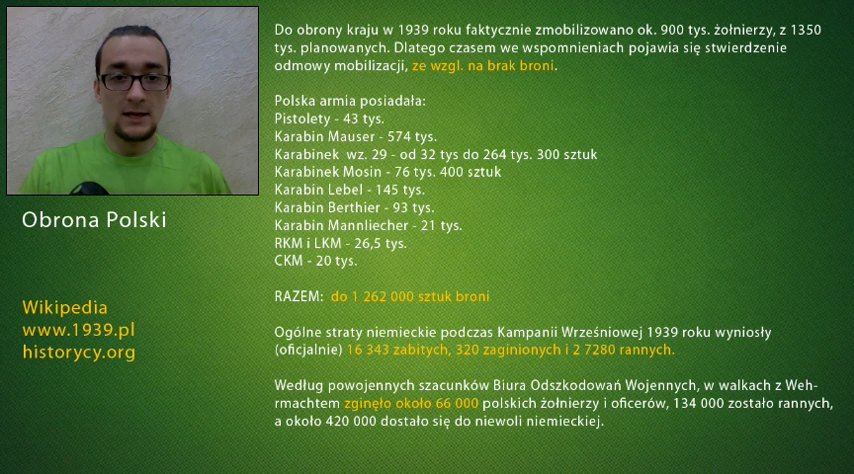 Do obrony kraju w 1939 roku faktycznie zmobilizowano ok. 900 tys. żołnierzy, z 1350
tys. planowanych. Dlatego czasem we wspomnieniach pojawia się stwierdzenie
odmowy mobilizacji, ze wzgl. na brak broni.
Polska armia posiadała:
Pistolety - 43 tys.
Karabin Mauser - 574 tys.
Karabinek wz. 29 - od 32 tys do 264 tys. 300 sztuk
Karabinek Mosin - 76 tys. 400 sztuk
Karabin Lebel - 145 tys.
Karabin Berthier - 93 tys.
Karabin Mannliecher - 21 tys.
RKM i LKM - 26,5 tys.
CKM - 20 tys.
RAZEM: do 1 262 000 sztuk broni
Ogólne straty niemieckie podczas Kampanii Wrześniowej 1939 roku wyniosły
(oficjalnie) 16 343 zabitych, 320 zaginionych i 2 7280 rannych.
Według powojennych szacunków Biura Odszkodowań Wojennych, w walkach z Weh-
rmachtem zginęło około 66 000 polskich żołnierzy i oficerów, 134 000 zostało rannych,
a około 420 000 dostało się do niewoli niemieckiej.
Obrona Polski
Wikipedia
www.1939.pl
historycy.org